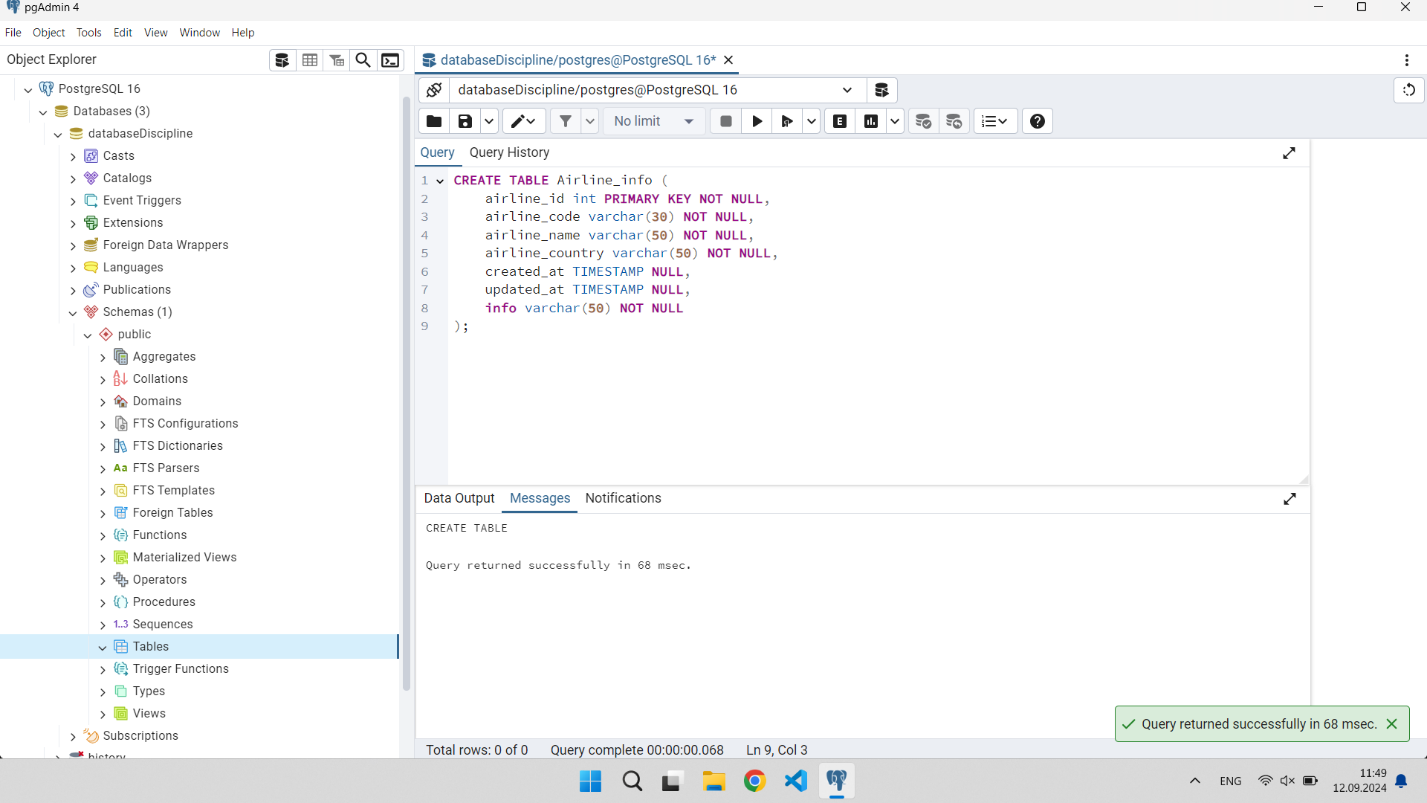 pgAdmin 4
File Object Tools Edit View Window Help
Object Explorer
PostgreSQL 16
Databases (3)
databaseDiscipline
Casts
Catalogs
Event Triggers
Extensions
Foreign Data Wrappers
Languages
Publications
Schemas (1)
public
Aggregates
Collations
Domains
FTS Configurations
FTS Dictionaries
Aa FTS Parsers
FTS Templates
Foreign Tables
Functions
Materialized Views
Operators
Procedures
1..3 Sequences
Tables
Trigger Functions
Types
Views
Subscriptions
history
databaseDiscipline/postgres@PostgreSQL 16*
databaseDiscipline/postgres@PostgreSQL 16
No limit
E
Query Query History
1 CREATE TABLE Airline_info (
2 airline_id int PRIMARY KEY NOT NULL,
3 airline_code varchar(30) NOT NULL,
4 airline_name varchar(50) NOT NULL,
5 airline_country varchar(50) NOT NULL,
6 created_at TIMESTAMP NULL,
7 updated_at TIMESTAMP NULL,
8 info varchar(50) NOT NULL
9 );
Data Output Messages Notifications
CREATE TABLE
Query returned successfully in 68 msec.
Query returned successfully in 68 msec.
Total rows: 0 of 0 Query complete 00:00:00.068 Ln 9, Col 3
ENG
11:49
12.09.2024